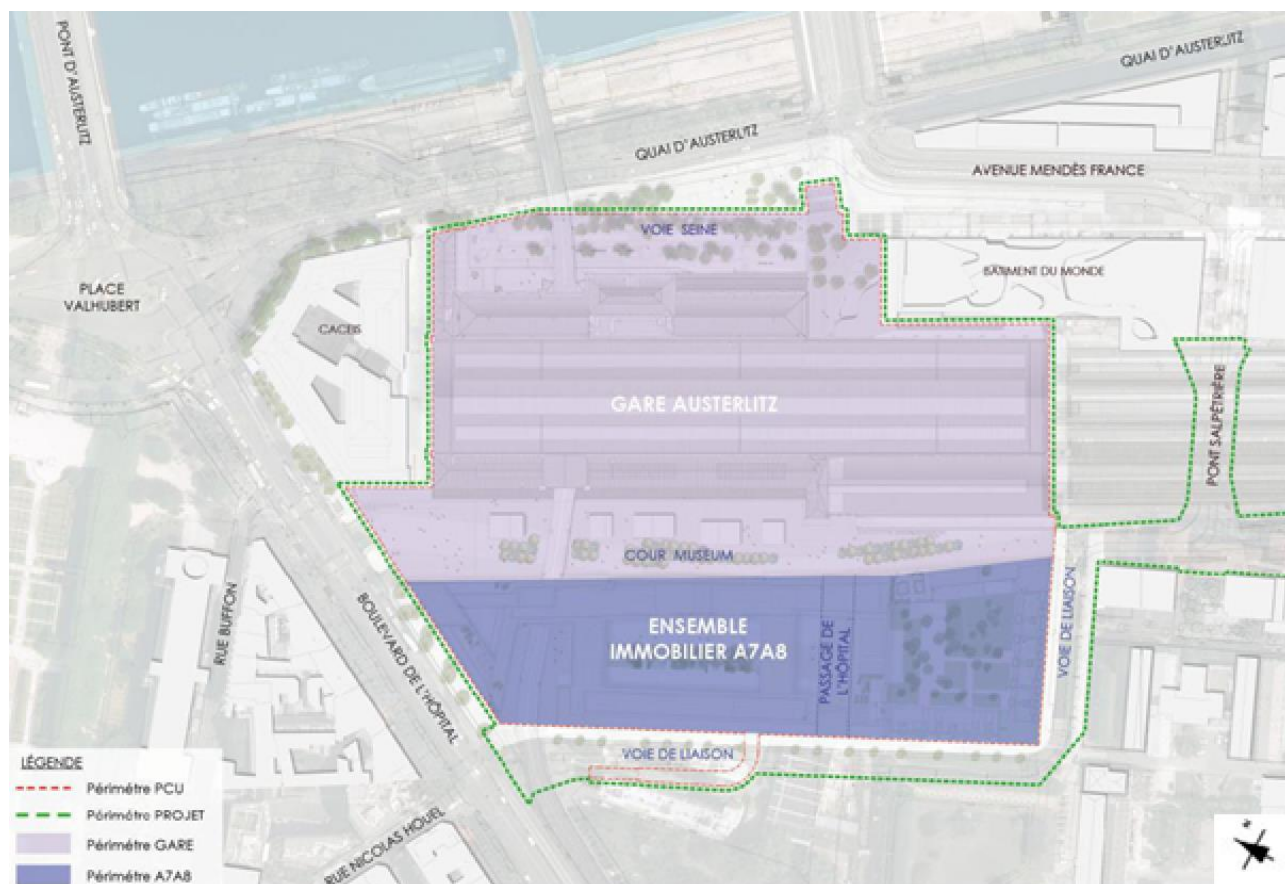 PONT D'AUSTERLITZ
QUAI D'AUSTERLITZ
QUAI D'AUSTERLITZ
AVENUE MENDÈS FRANCE
VOIE SEINE
BÂTIMENT DU MONDE
PLACE
VALHUBERT
CACEIS
GARE AUSTERLITZ
PONT SALPÊTRIÈRE
COUR MUSEUM
RUE BUFFON
BOULEVARD DE L'HÔPITAL
ENSEMBLE
IMMOBILIER A7A8
PASSAGE DE
L'HÔPITAL
VOIE DE LIAISON
VOIE DE LIAISON
RUE NICOLAS HOUEL
LÉGENDE
Périmètre PCU
Périmètre PROJET
Périmètre GARE
Périmètre A7A8